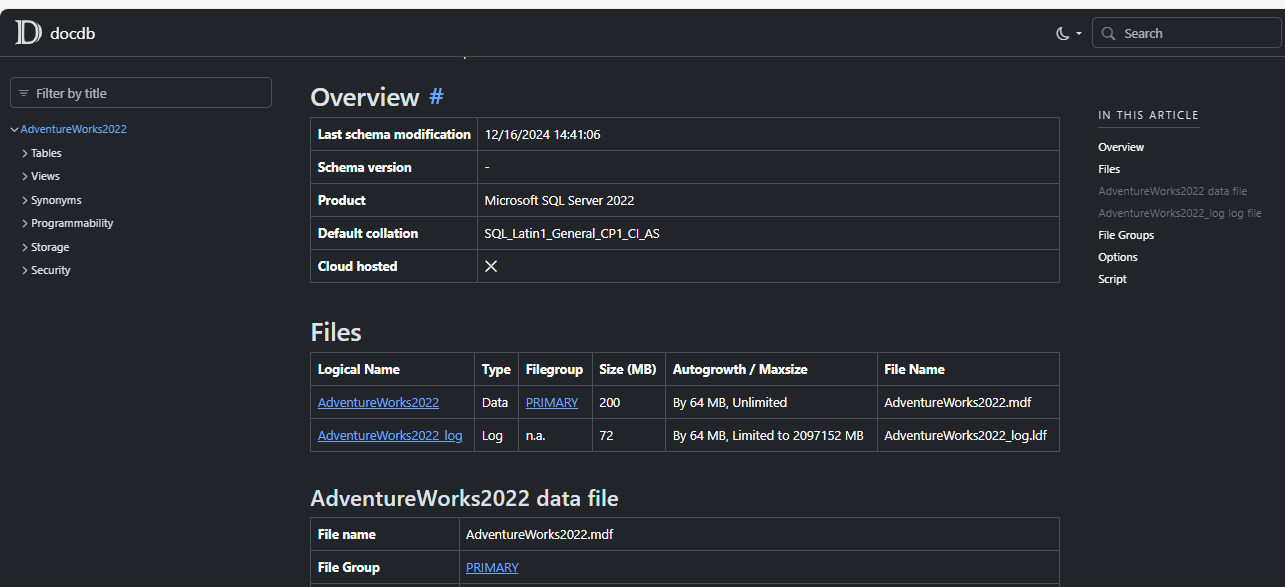 docdb
Search
Filter by title
AdventureWorks2022
Tables
Views
Synonyms
Programmability
Storage
Security
Overview #
Last schema modification 12/16/2024 14:41:06
Schema version -
Product Microsoft SQL Server 2022
Default collation SQL_Latin1_General_CP1_CI_AS
Cloud hosted
Files
Logical Name Type Filegroup Size (MB) Autogrowth / Maxsize File Name
AdventureWorks2022 Data PRIMARY 200 By 64 MB, Unlimited AdventureWorks2022.mdf
AdventureWorks2022_log Log n.a. 72 By 64 MB, Limited to 2097152 MB AdventureWorks2022_log.ldf
AdventureWorks2022 data file
File name AdventureWorks2022.mdf
File Group PRIMARY
IN THIS ARTICLE
Overview
Files
AdventureWorks2022 data file
AdventureWorks2022_log log file
File Groups
Options
Script